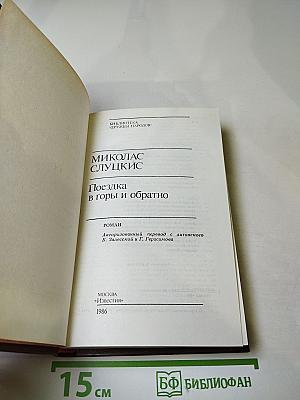 БИБЛИОТЕКА
«ДРУЖБЫ НАРОДОВ»
МИКОЛАС
СЛУЦКИС
Поездка
в горы и обратно
РОМАН
Авторизованный перевод с литовского
Б. Залесской и Г. Герасимова
МОСКВА
«Известия»
1986
15 см
БФ БИБЛИОФАН